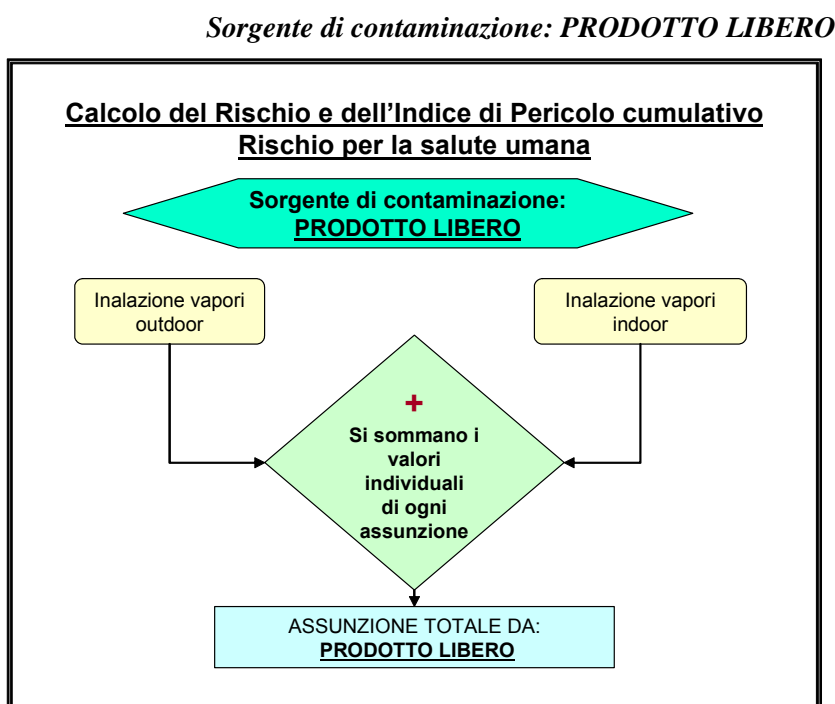 Sorgente di contaminazione: PRODOTTO LIBERO
Calcolo del Rischio e dell'Indice di Pericolo cumulativo
Rischio per la salute umana
Sorgente di contaminazione:
PRODOTTO LIBERO
Inalazione vapori
outdoor
Inalazione vapori
indoor
+
Si sommano i
valori
individuali
di ogni
assunzione
ASSUNZIONE TOTALE DA:
PRODOTTO LIBERO